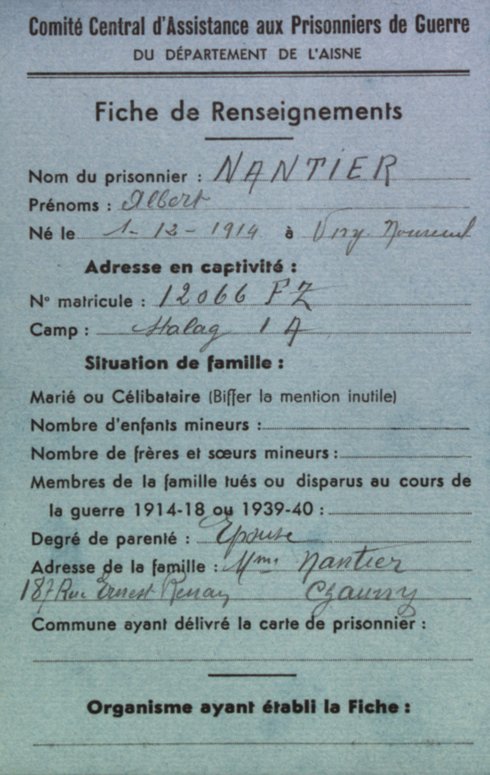 Comité Central d'Assistance aux Prisonniers de Guerre
DU DÉPARTEMENT DE L'AISNE
Fiche de Renseignements
Nom du prisonnier : NANTIER
Prénoms : Albert
Né le 1-12-1914 à Viry-Noureuil
Adresse en captivité :
N° matricule : 12066 FZ
Camp : Stalag 1 A
Situation de famille :
Marié ou Célibataire (Biffer la mention inutile)
Nombre d'enfants mineurs :
Nombre de frères et sœurs mineurs :
Membres de la famille tués ou disparus au cours de
la guerre 1914-18 ou 1939-40 :
Degré de parenté : Epouse
Adresse de la famille : Mme Nantier
187 Rue Ernest Renan Chauny
Commune ayant délivré la carte de prisonnier :
Organisme ayant établi la Fiche :